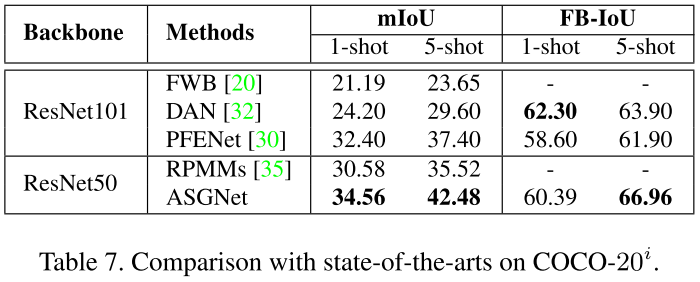 Backbone Methods mIoU FB-IoU
1-shot 5-shot 1-shot 5-shot
ResNet101 FWB [20] 21.19 23.65 - -
DAN [32] 24.20 29.60 62.30 63.90
PFENet [30] 32.40 37.40 58.60 61.90
ResNet50 RPMMs [35] 30.58 35.52 - -
ASGNet 34.56 42.48 60.39 66.96
Table 7. Comparison with state-of-the-arts on COCO-20^i.